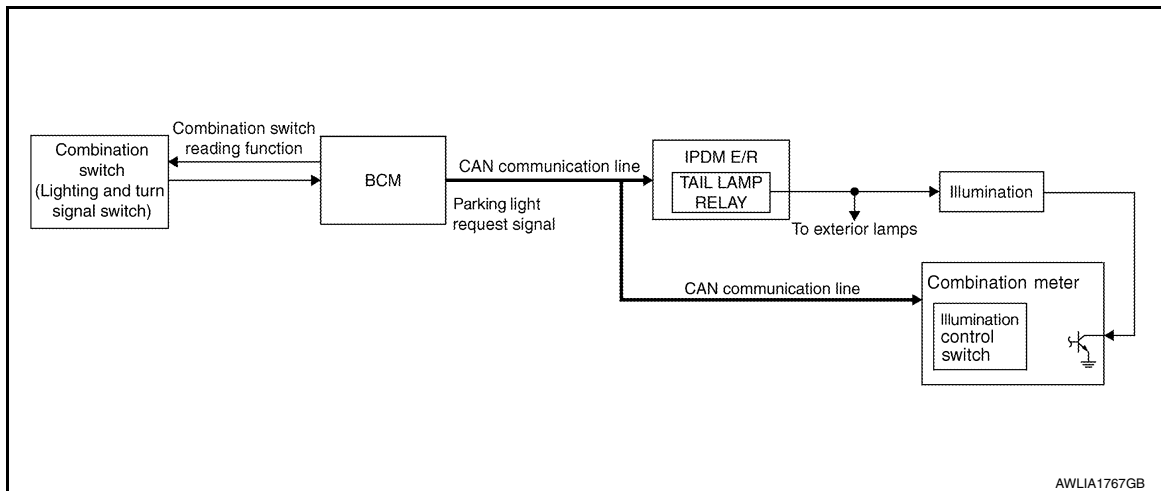 Combination
switch
(Lighting and turn
signal switch)
Combination switch
reading function
BCM
CAN communication line
Parking light
request signal
IPDM E/R
TAIL LAMP
RELAY
To exterior lamps
Illumination
CAN communication line
Combination meter
Illumination
control
switch
AWLIA1767GB